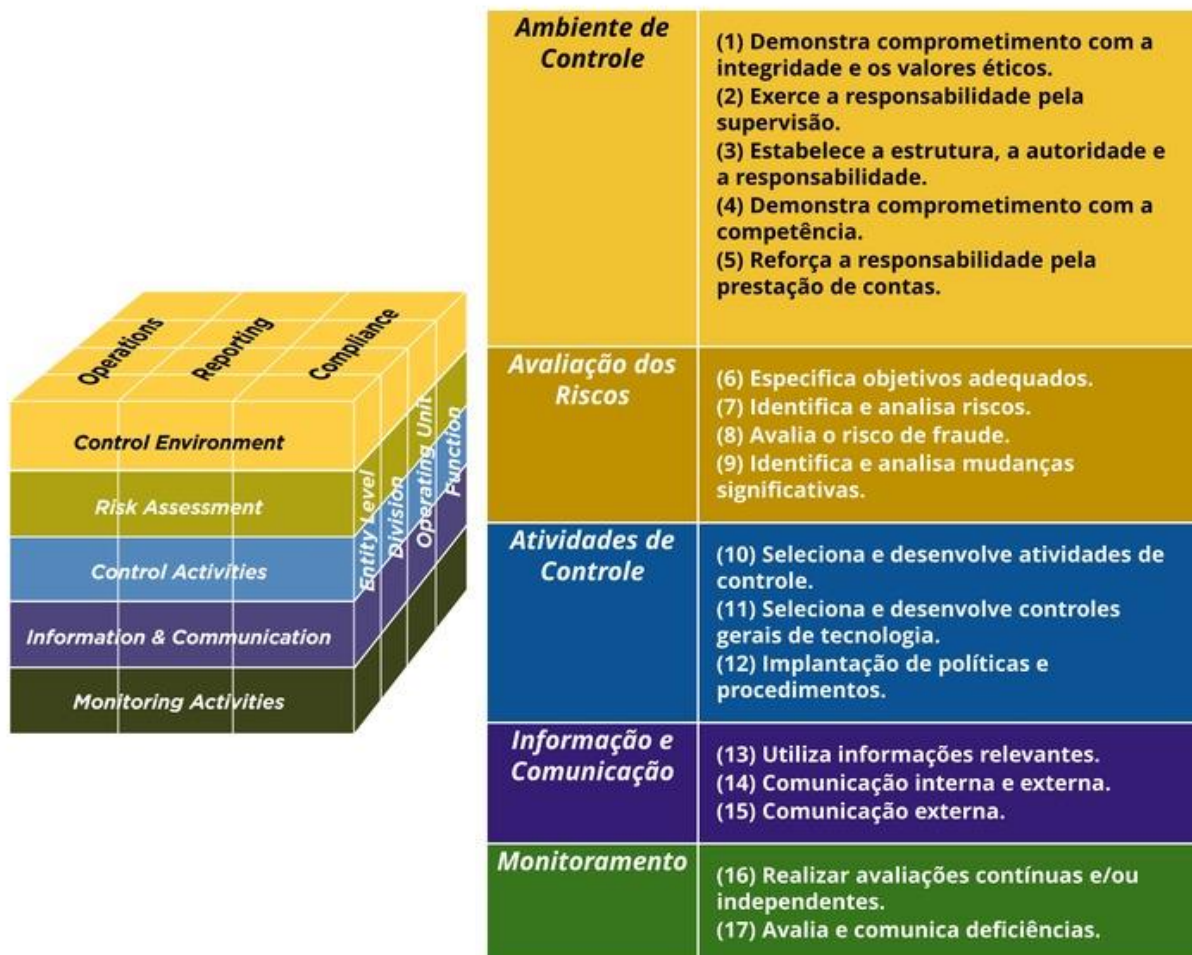 Operations
Reporting
Compliance
Control Environment
Risk Assessment
Control Activities
Information & Communication
Monitoring Activities
Entity Level
Division
Operating Unit
Function
Ambiente de
Controle
(1) Demonstra comprometimento com a
integridade e os valores éticos.
(2) Exerce a responsabilidade pela
supervisão.
(3) Estabelece a estrutura, a autoridade e
a responsabilidade.
(4) Demonstra comprometimento com a
competência.
(5) Reforça a responsabilidade pela
prestação de contas.
Avaliação dos
Riscos
(6) Especifica objetivos adequados.
(7) Identifica e analisa riscos.
(8) Avalia o risco de fraude.
(9) Identifica e analisa mudanças
significativas.
Atividades de
Controle
(10) Seleciona e desenvolve atividades de
controle.
(11) Seleciona e desenvolve controles
gerais de tecnologia.
(12) Implantação de políticas e
procedimentos.
Informação e
Comunicação
(13) Utiliza informações relevantes.
(14) Comunicação interna e externa.
(15) Comunicação externa.
Monitoramento
(16) Realizar avaliações contínuas e/ou
independentes.
(17) Avalia e comunica deficiências.